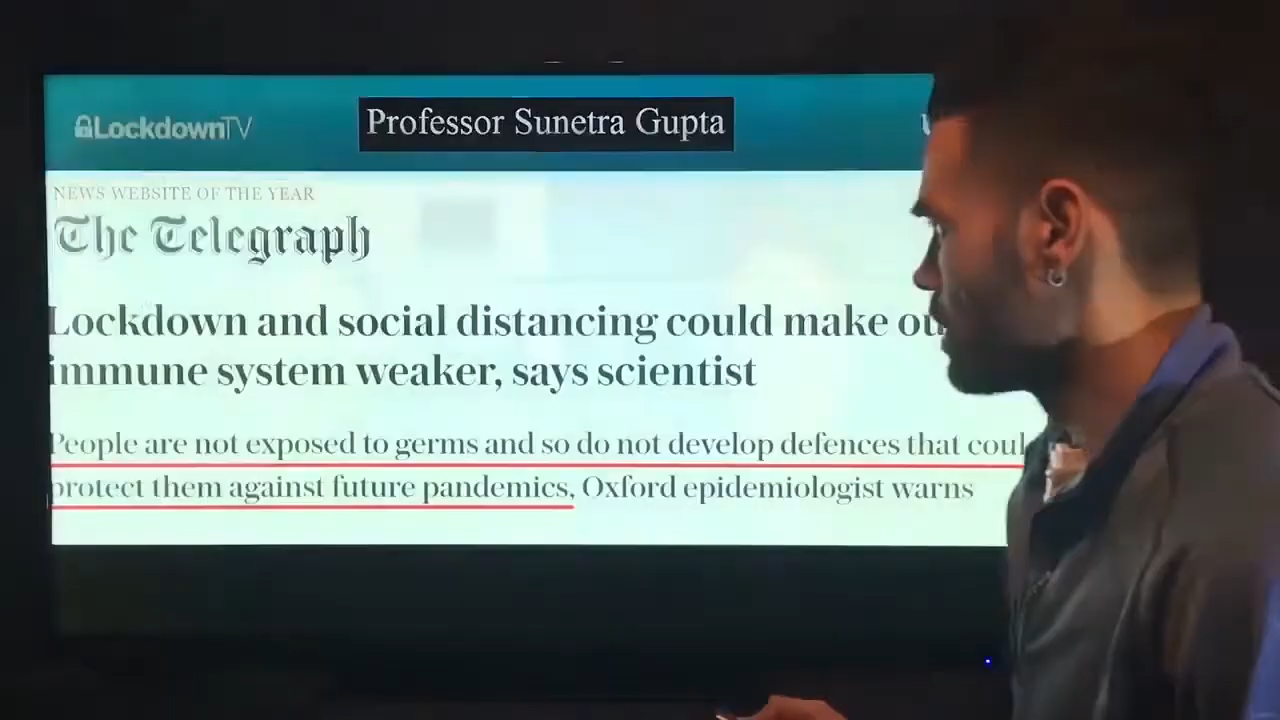 LockdownTV
Professor Sunetra Gupta
NEWS WEBSITE OF THE YEAR
The Telegraph
Lockdown and social distancing could make ou
immune system weaker, says scientist
People are not exposed to germs and so do not develop defences that coul
protect them against future pandemics, Oxford epidemiologist warns